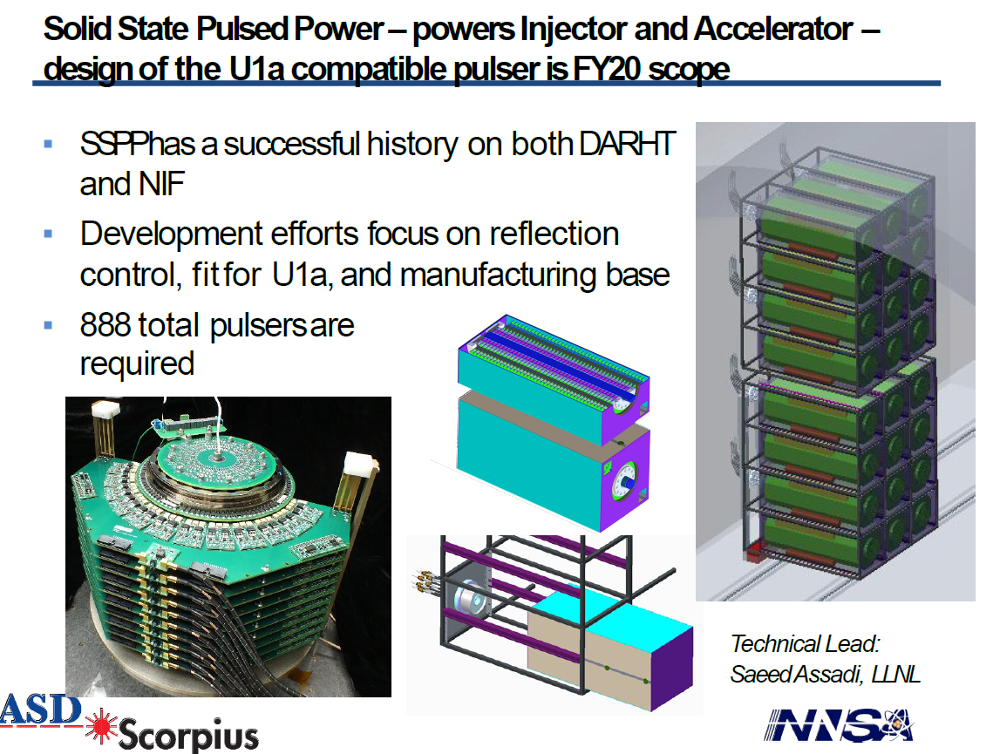 Solid State Pulsed Power – powers Injector and Accelerator –
design of the U1a compatible pulser is FY20 scope
▪ SSPP has a successful history on both DARHT
and NIF
▪ Development efforts focus on reflection
control, fit for U1a, and manufacturing base
▪ 888 total pulsers are
required
Technical Lead:
Saeed Assadi, LLNL
ASD
Scorpius
NNSA